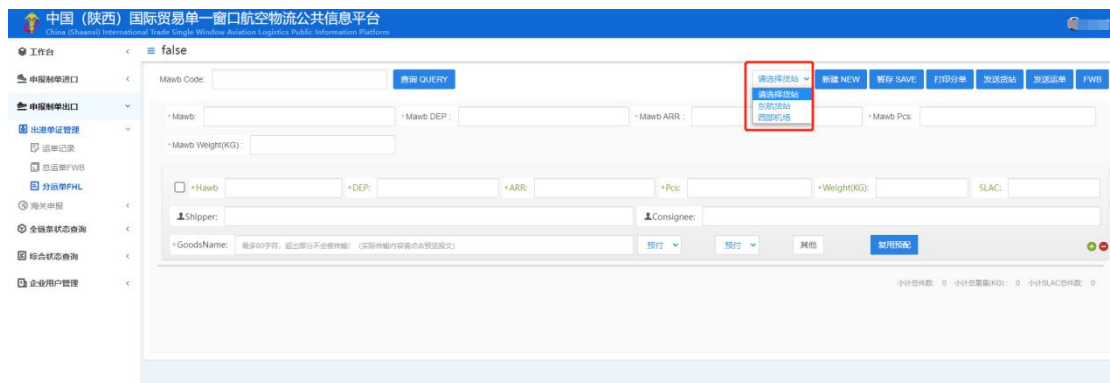 中国（陕西）国际贸易单一窗口航空物流公共信息平台
China (Shaanxi) International Trade Single Window Aviation Logistics Public Information Platform
工作台
false
申报制单进口
Mawb Code:
查询 QUERY
请选择货站
新建 NEW
暂存 SAVE
打印分单
发送货站
发送运单
FWB
请选择货站
东航货站
西部机场
申报制单出口
*Mawb:
*Mawb DEP :
*Mawb ARR :
*Mawb Pcs:
出港单证管理
运单记录
*Mawb Weight(KG) :
总运单FWB
分运单FHL
*Hawb
*DEP:
*ARR:
*Pcs:
*Weight(KG):
SLAC:
海关申报
Shipper:
Consignee:
全链条状态查询
*GoodsName:
最多80字符，超出部分不会被传输！（实际传输内容请点击预览报文）
预付
预付
其他
复用预配
综合状态查询
企业用户管理
小计总件数: 0 小计总重量(KG): 0 小计SLAC总件数: 0